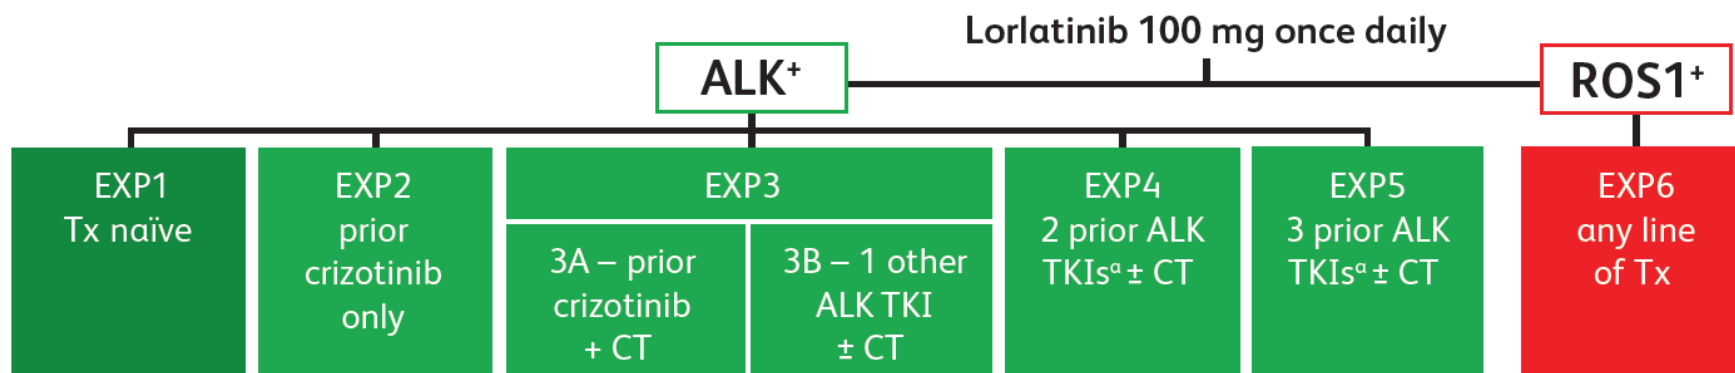 Lorlatinib 100 mg once daily
ALK+
ROS1+
EXP1
Tx naïve
EXP2
prior
crizotinib
only
EXP3
3A – prior
crizotinib
+ CT
3B – 1 other
ALK TKI
± CT
EXP4
2 prior ALK
TKIsᵃ ± CT
EXP5
3 prior ALK
TKIsᵃ ± CT
EXP6
any line
of Tx